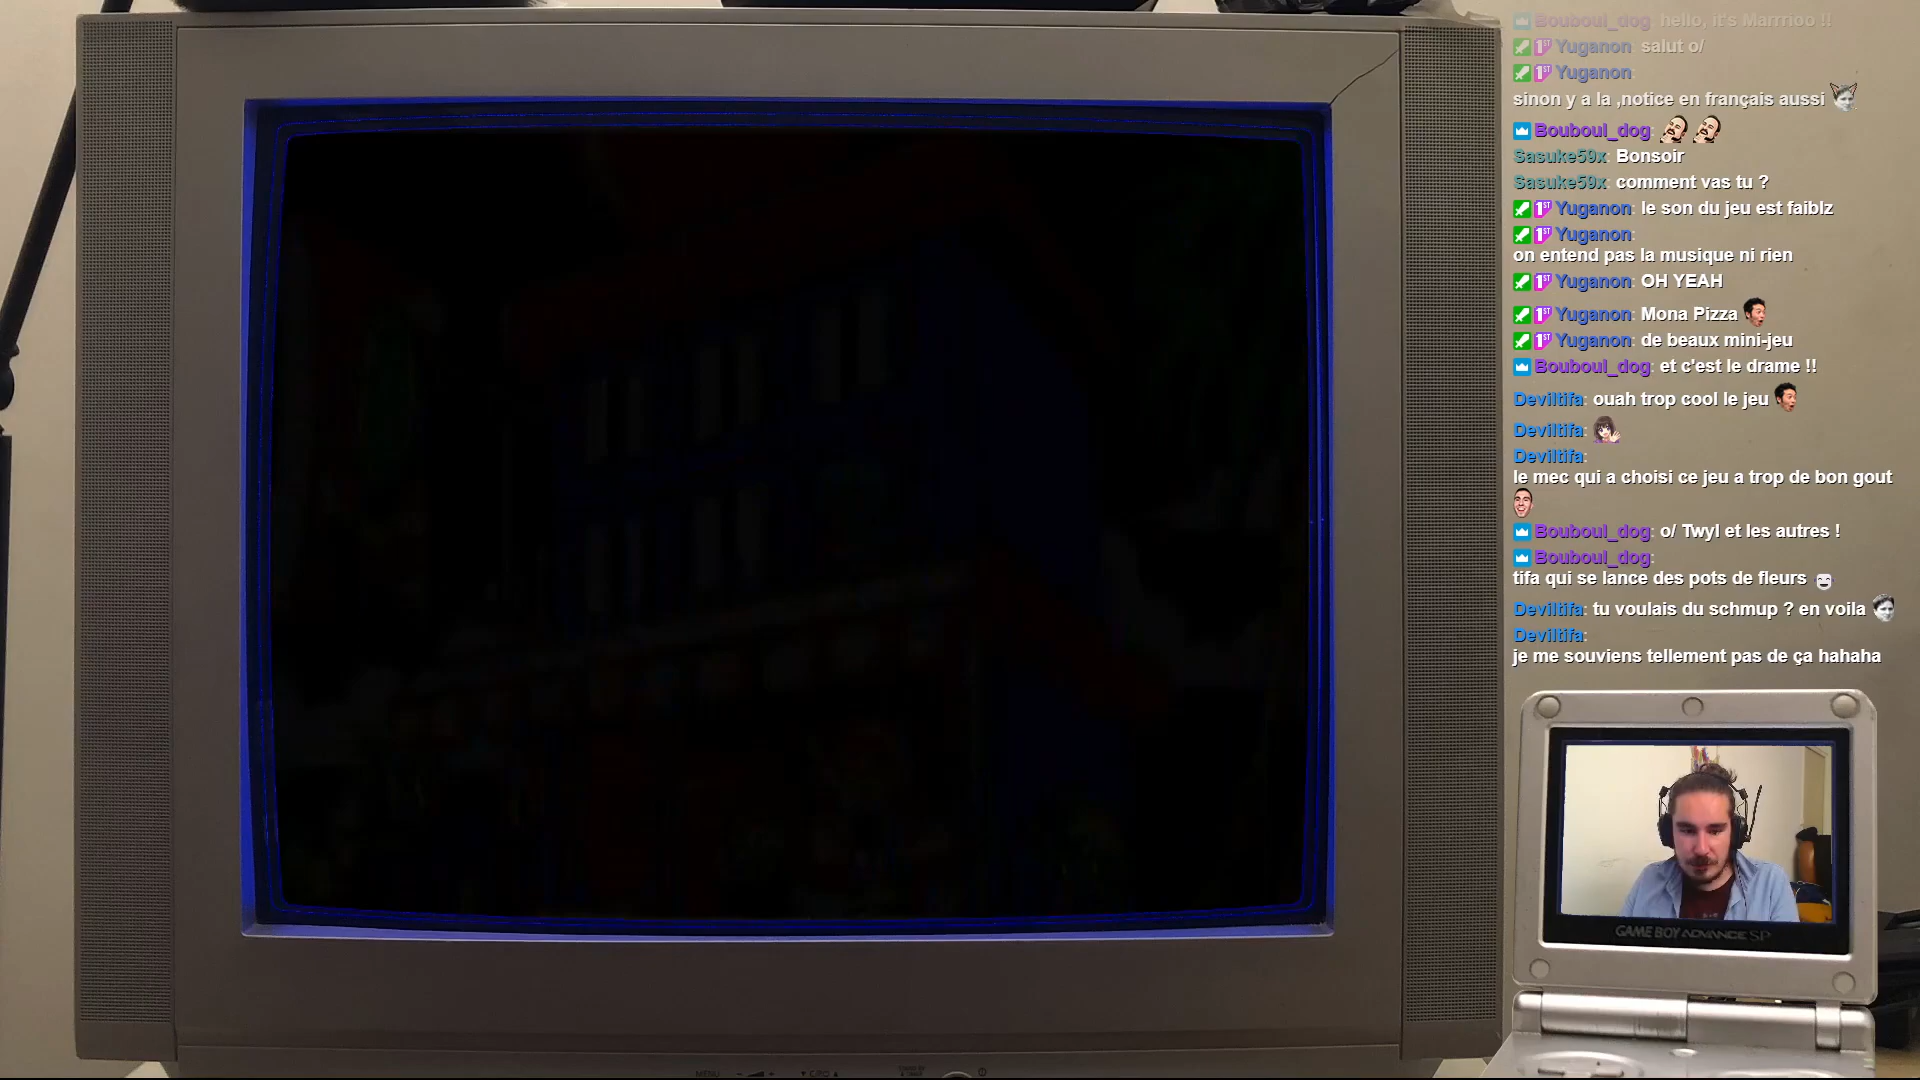 Bouboul_dog: hello, it's Marrrioo !!
Yuganon: salut o/
Yuganon:
sinon y a la ,notice en français aussi
Bouboul_dog:
Sasuke59x: Bonsoir
Sasuke59x: comment vas tu ?
Yuganon: le son du jeu est faiblz
Yuganon:
on entend pas la musique ni rien
Yuganon: OH YEAH
Yuganon: Mona Pizza
Yuganon: de beaux mini-jeu
Bouboul_dog: et c'est le drame !!
Deviltifa: ouah trop cool le jeu
Deviltifa:
Deviltifa:
le mec qui a choisi ce jeu a trop de bon gout
Bouboul_dog: o/ Twyl et les autres !
Bouboul_dog:
tifa qui se lance des pots de fleurs
Deviltifa: tu voulais du schmup ? en voila
Deviltifa:
je me souviens tellement pas de ça hahaha
GAME BOY ADVANCE SP
MENU